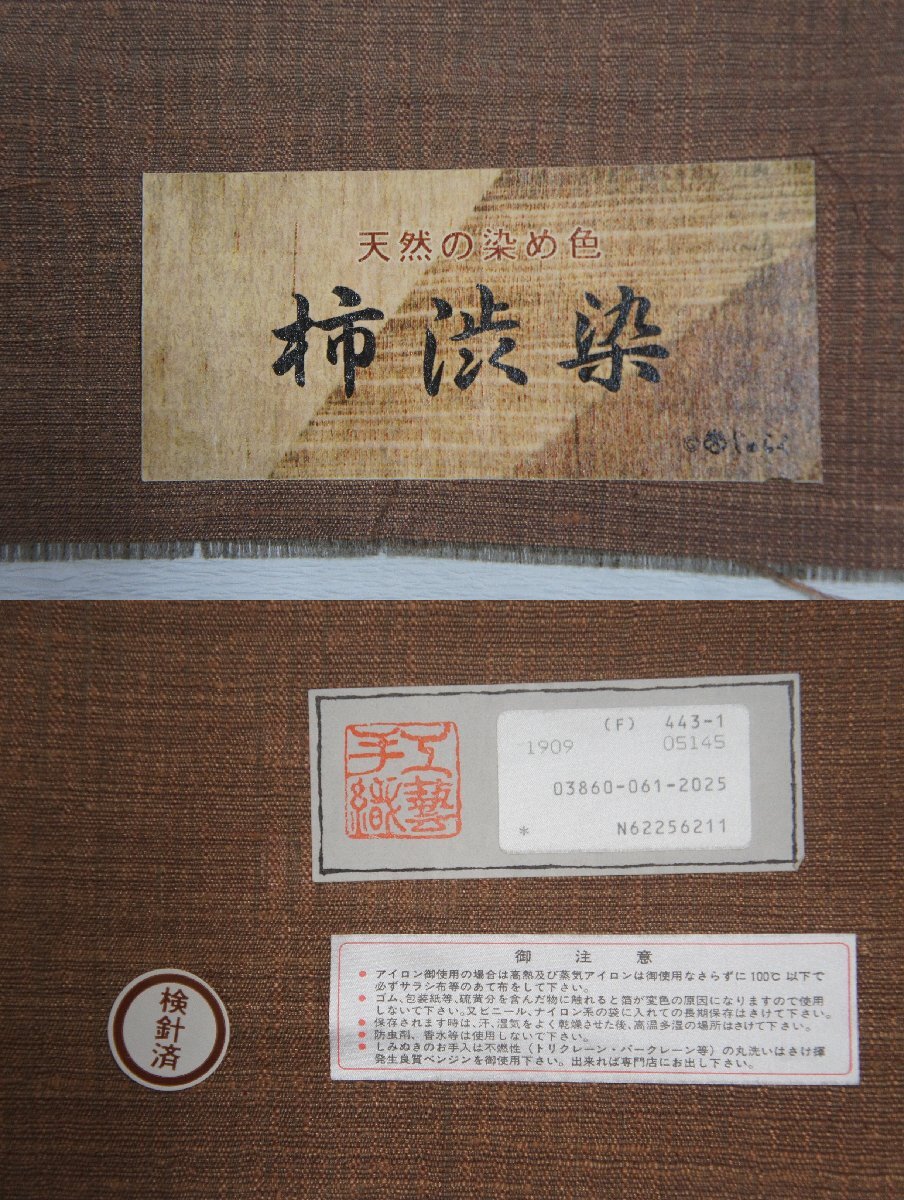 天然の染め色
柿渋染
じゅらく
工藝
手織
(F) 443-1
1909 05145
03860-061-2025
* N62256211
検針済
御注意
● アイロン御使用の場合は高熱及び蒸気アイロンは御使用なさらずに100℃以下で
必ずサラシ布等のあて布をして下さい。
● ゴム、包装紙等、硫黄分を含んだ物に触れると箔が変色の原因になりますので使用
しないで下さい。又ビニール、ナイロン系の袋に入れての長期保存はさけて下さい。
● 保存されます時は、汗、湿気をよく乾燥させた後、高温多湿の場所はさけて下さい。
● 防虫剤、香水等は使用しないで下さい。
● しみぬきのお手入は不燃性(トリクレーン・パークレーン等)の丸洗いはさけ揮
発生良質ベンジンを御使用下さい。出来れば専門店にお出し下さい。